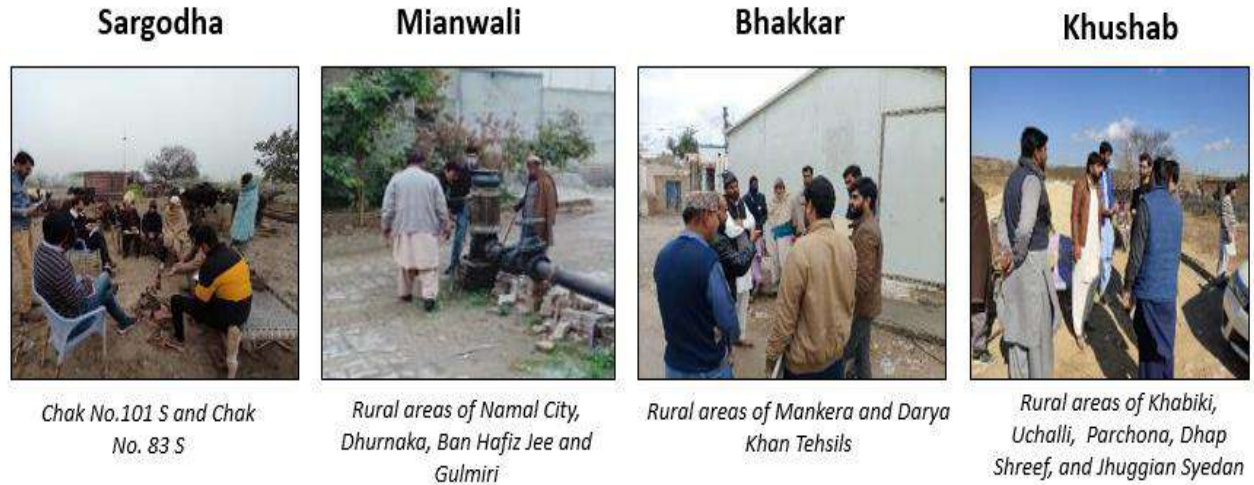 Sargodha
Mianwali
Bhakkar
Khushab
Chak No.101 S and Chak
No. 83 S
Rural areas of Namal City,
Dhurnaka, Ban Hafiz Jee and
Gulmiri
Rural areas of Mankera and Darya
Khan Tehsils
Rural areas of Khabiki,
Uchalli, Parchona, Dhap
Shreef, and Jhuggian Syedan